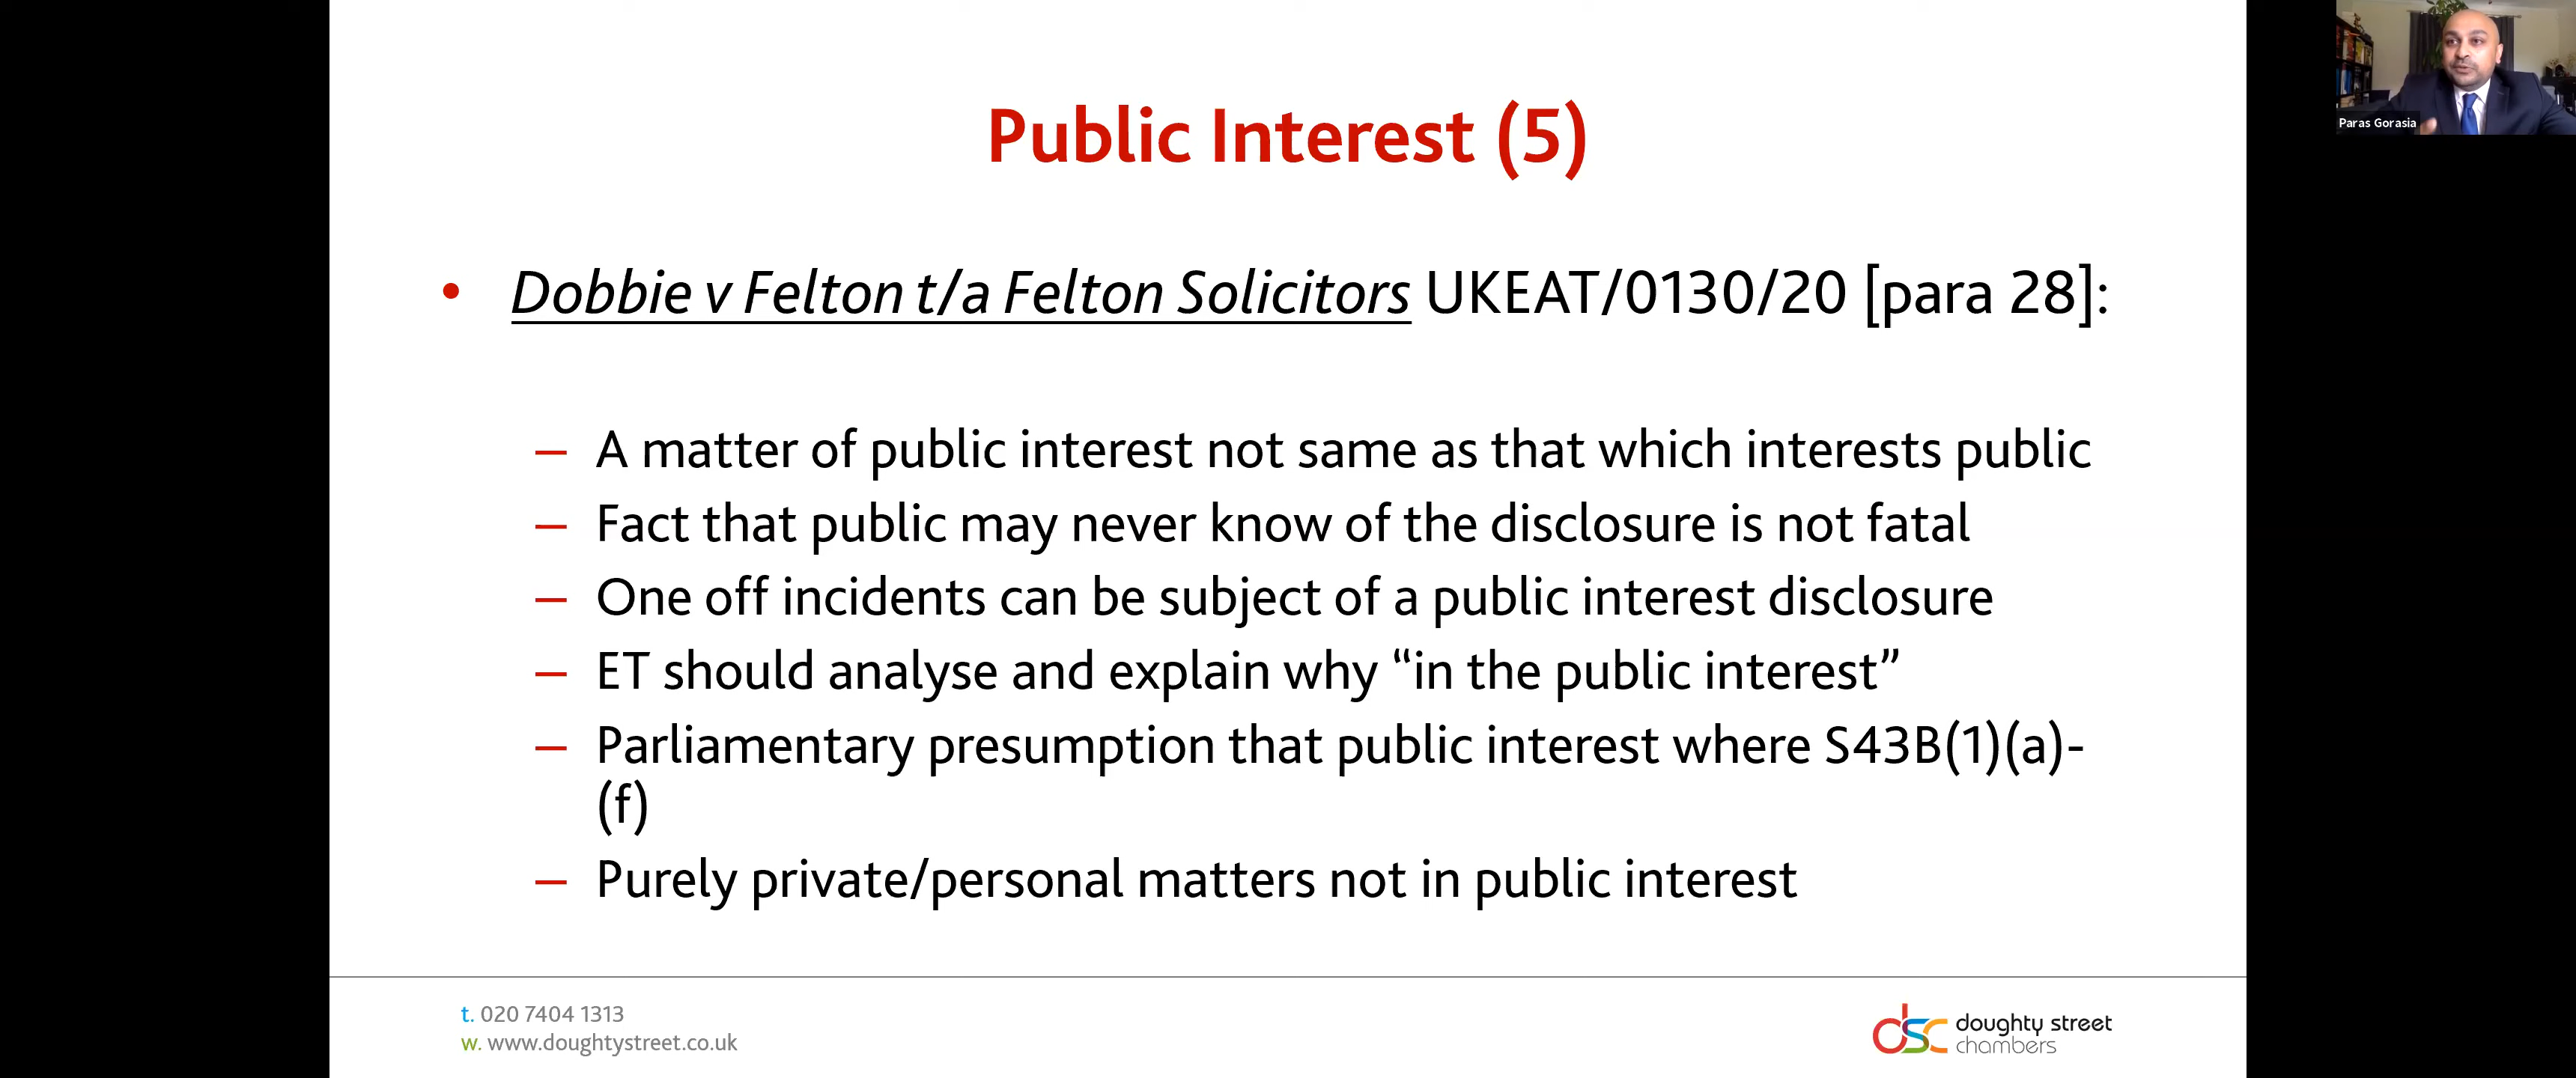 Public Interest (5)
Paras Gorasia
• Dobbie v Felton t/a Felton Solicitors UKEAT/0130/20 [para 28]:
– A matter of public interest not same as that which interests public
– Fact that public may never know of the disclosure is not fatal
– One off incidents can be subject of a public interest disclosure
– ET should analyse and explain why “in the public interest”
– Parliamentary presumption that public interest where S43B(1)(a)-
(f)
– Purely private/personal matters not in public interest
t. 020 7404 1313
w. www.doughtystreet.co.uk
dsc doughty street
chambers